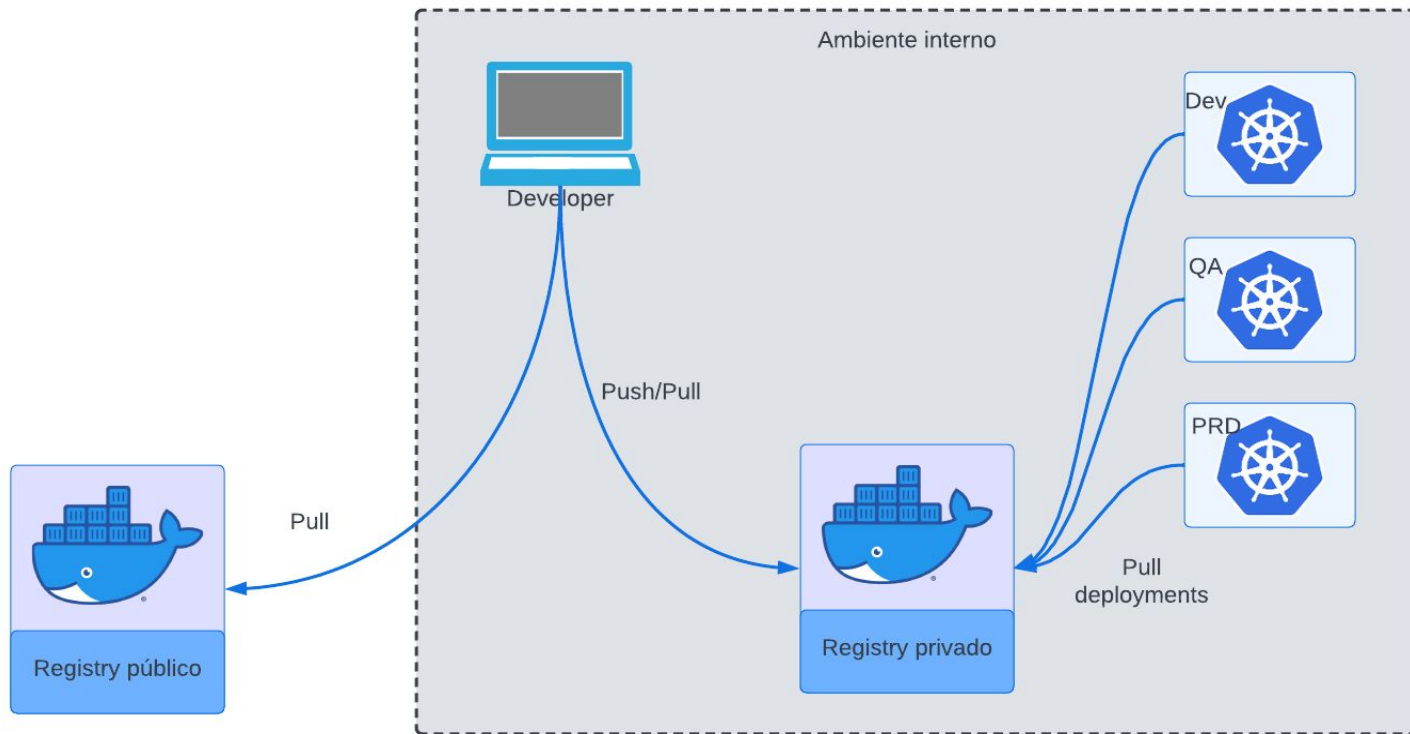 Ambiente interno
Developer
Dev
QA
PRD
Push/Pull
Pull
Pull
deployments
Registry público
Registry privado